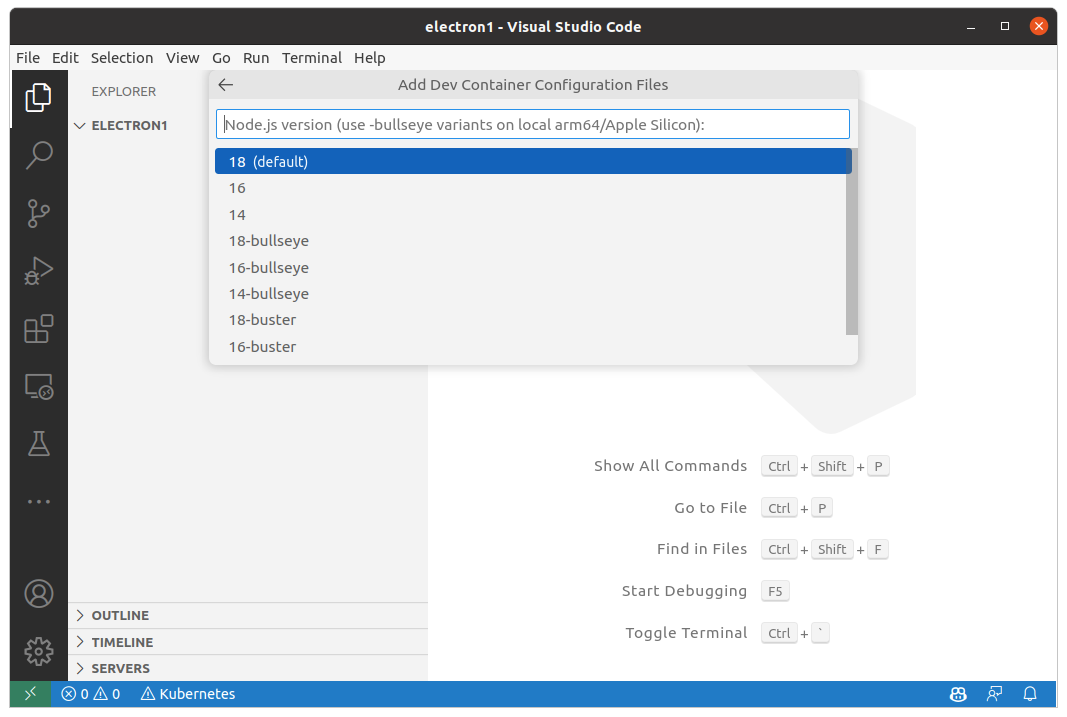 electron1 - Visual Studio Code
File Edit Selection View Go Run Terminal Help
EXPLORER
ELECTRON1
Add Dev Container Configuration Files
Node.js version (use -bullseye variants on local arm64/Apple Silicon):
18 (default)
16
14
18-bullseye
16-bullseye
14-bullseye
18-buster
16-buster
Show All Commands Ctrl + Shift + P
Go to File Ctrl + P
Find in Files Ctrl + Shift + F
Start Debugging F5
Toggle Terminal Ctrl + `
OUTLINE
TIMELINE
SERVERS
0 0 Kubernetes